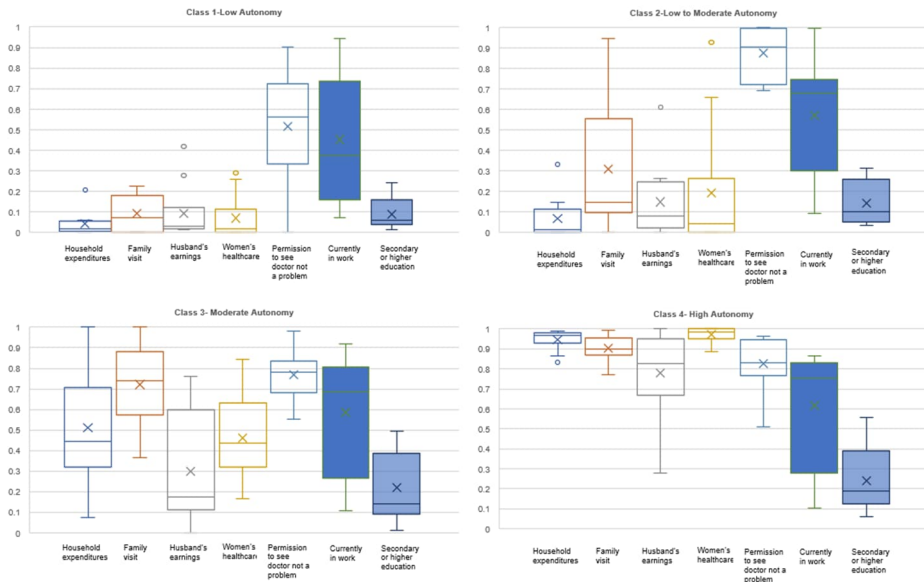 Class 1-Low Autonomy
1
0.9
0.8
0.7
0.6
0.5
0.4
0.3
0.2
0.1
0
Household
expenditures
Family
visit
Husband's
earnings
Women's
healthcare
Permission
to see
doctor not
a problem
Currently
in work
Secondary
or higher
education
Class 2-Low to Moderate Autonomy
1
0.9
0.8
0.7
0.6
0.5
0.4
0.3
0.2
0.1
0
Household
expenditures
Family
visit
Husband's
earnings
Women's
healthcare
Permission
to see
doctor not
a problem
Currently
in work
Secondary
or higher
education
Class 3- Moderate Autonomy
1
0.9
0.8
0.7
0.6
0.5
0.4
0.3
0.2
0.1
0
Household
expenditures
Family
visit
Husband's
earnings
Women's
healthcare
Permission to see
doctor not a
problem
Currently
in work
Secondary
or higher
education
Class 4- High Autonomy
1
0.9
0.8
0.7
0.6
0.5
0.4
0.3
0.2
0.1
0
Household
expenditures
Family
visit
Husband's
earnings
Women's
healthcare
Permission to see
doctor not a
problem
Currently
in work
Secondary
or higher
education